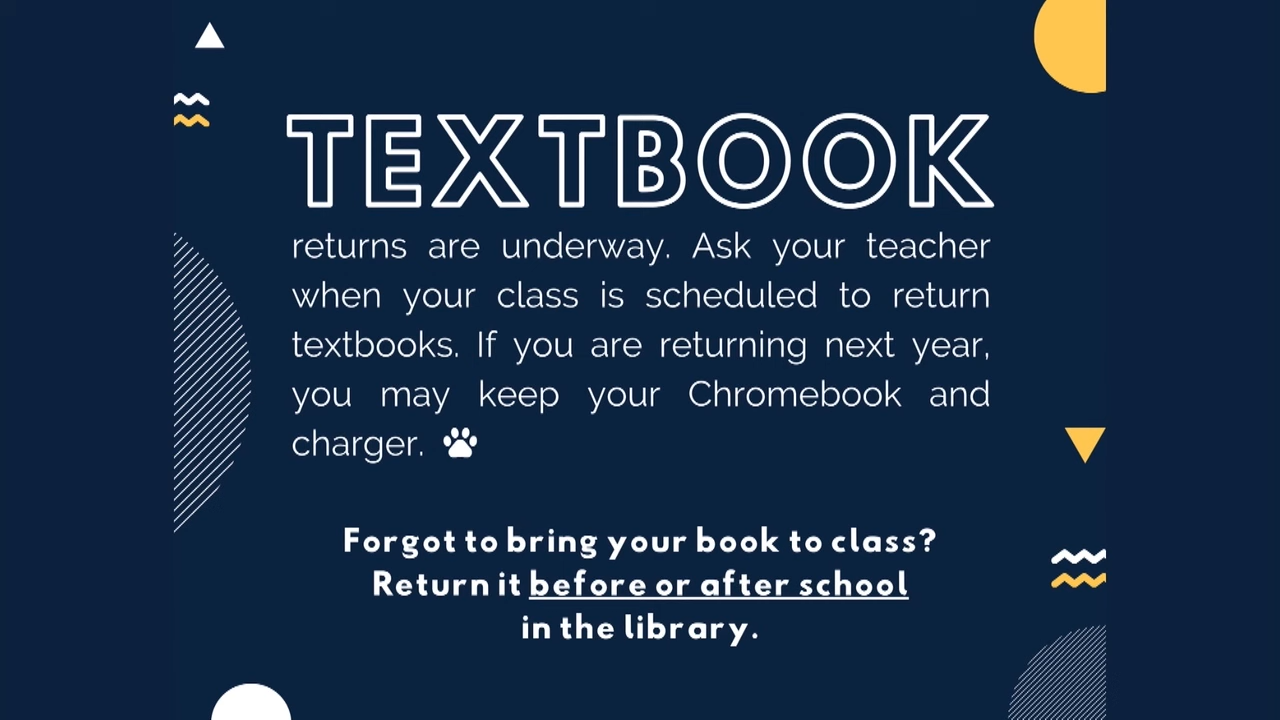 TEXTBOOK
returns are underway. Ask your teacher
when your class is scheduled to return
textbooks. If you are returning next year,
you may keep your Chromebook and
charger.
Forgot to bring your book to class?
Return it before or after school
in the library.